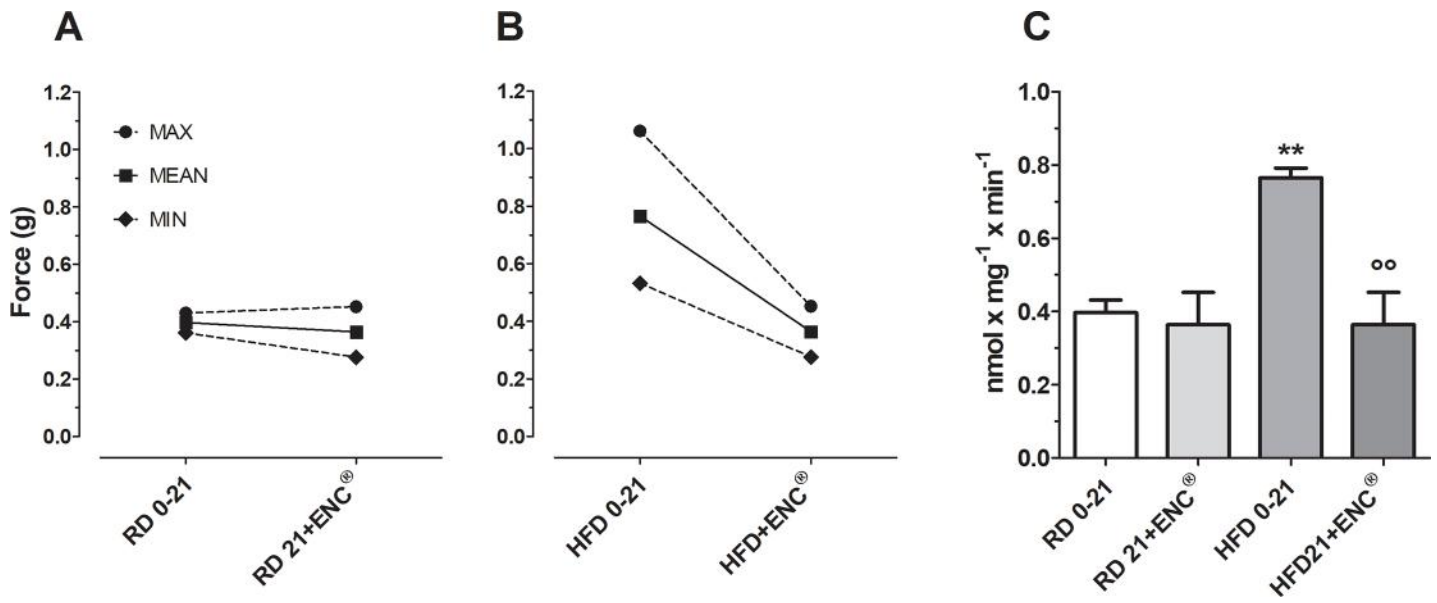 A
Force (g)
1.2
1.0
0.8
0.6
0.4
0.2
0.0
MAX
MEAN
MIN
RD 0-21
RD 21+ENC®
B
1.2
1.0
0.8
0.6
0.4
0.2
0.0
HFD 0-21
HFD+ENC®
C
nmol x mg⁻¹ x min⁻¹
1.0
0.8
0.6
0.4
0.2
0.0
**
°°
RD 0-21
RD 21+ENC®
HFD 0-21
HFD21+ENC®